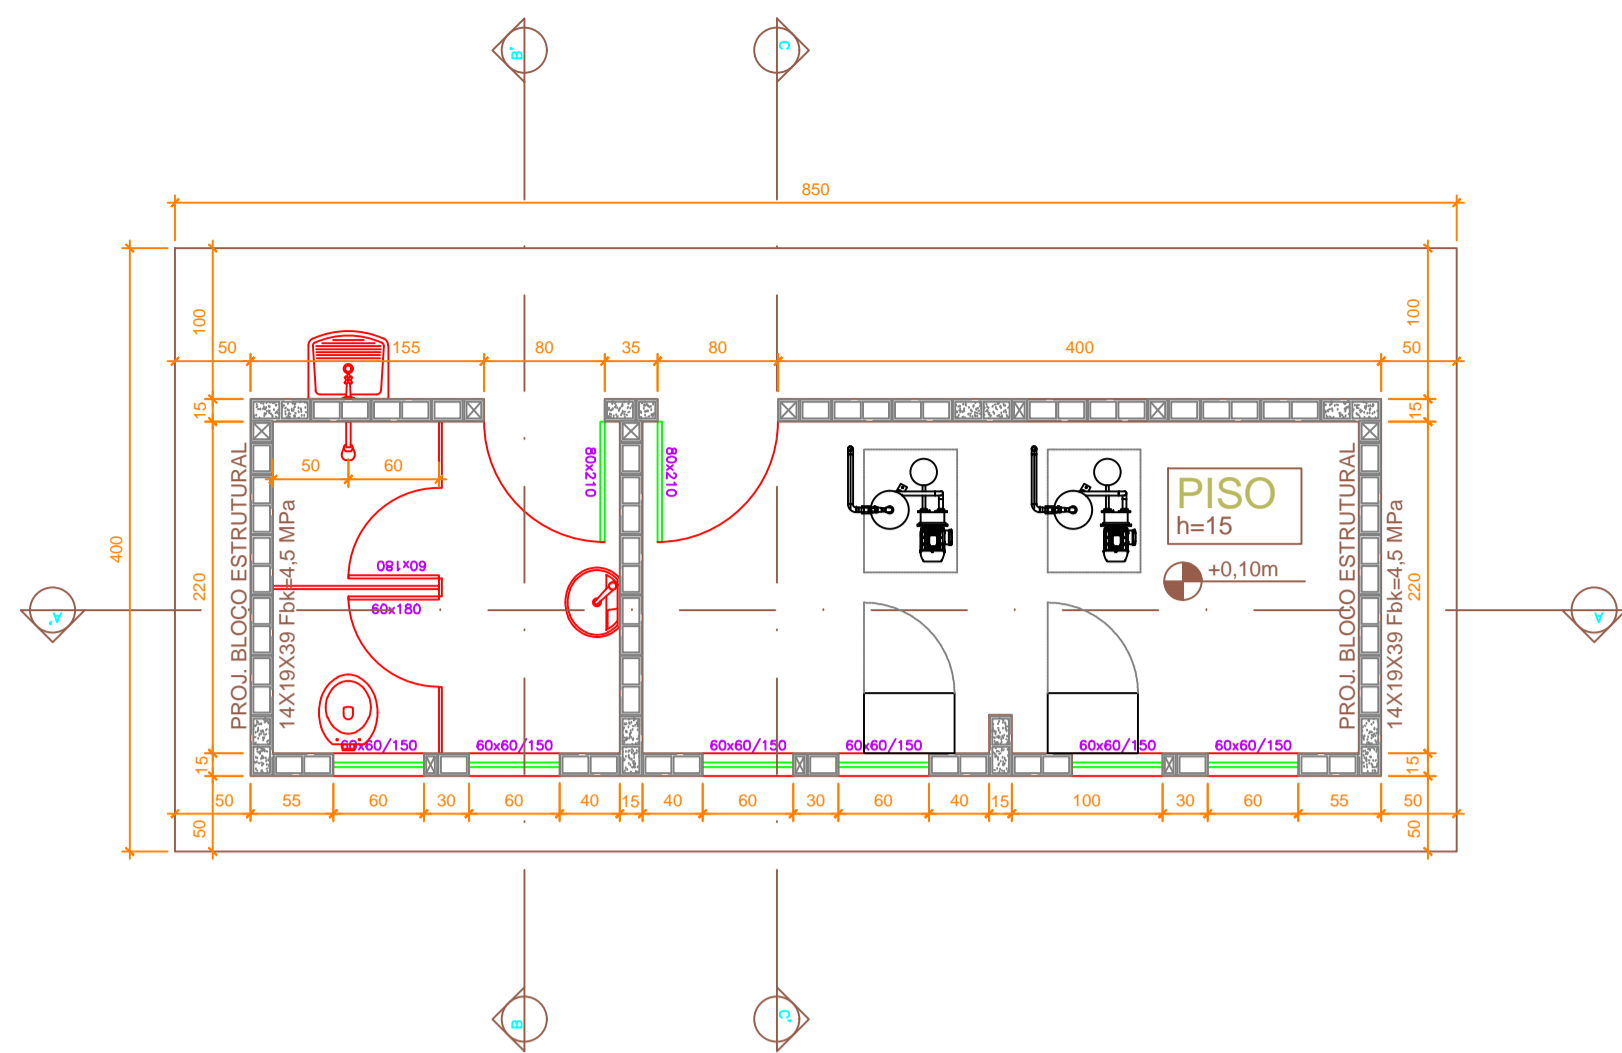 B'
C
850
100
100
50
155
80
35
80
400
50
15
15
PROJ. BLOCO ESTRUTURAL
14X19X39 Fbk=4,5 MPa
50
60
80x210
80x210
PISO
h=15
+0,10m
PROJ. BLOCO ESTRUTURAL
14X19X39 Fbk=4,5 MPa
400
220
220
60x180
60x180
A'
A
60x60/150
60x60/150
60x60/150
60x60/150
60x60/150
60x60/150
15
15
50
55
60
30
60
40
15
40
60
30
60
40
15
100
30
60
55
50
50
50
B
C'